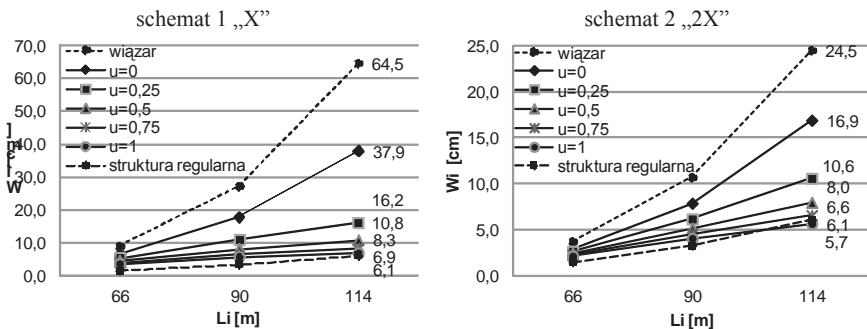 schemat 1 „X”
70,0
60,0
50,0
40,0
30,0
20,0
10,0
0,0
Wi [cm]
wiązar
u=0
u=0,25
u=0,5
u=0,75
u=1
struktura regularna
64,5
37,9
16,2
10,8
8,3
6,9
6,1
66 90 114
Li [m]
schemat 2 „2X”
25,0
20,0
15,0
10,0
5,0
0,0
Wi [cm]
wiązar
u=0
u=0,25
u=0,5
u=0,75
u=1
struktura regularna
24,5
16,9
10,6
8,0
6,6
6,1
5,7
66 90 114
Li [m]